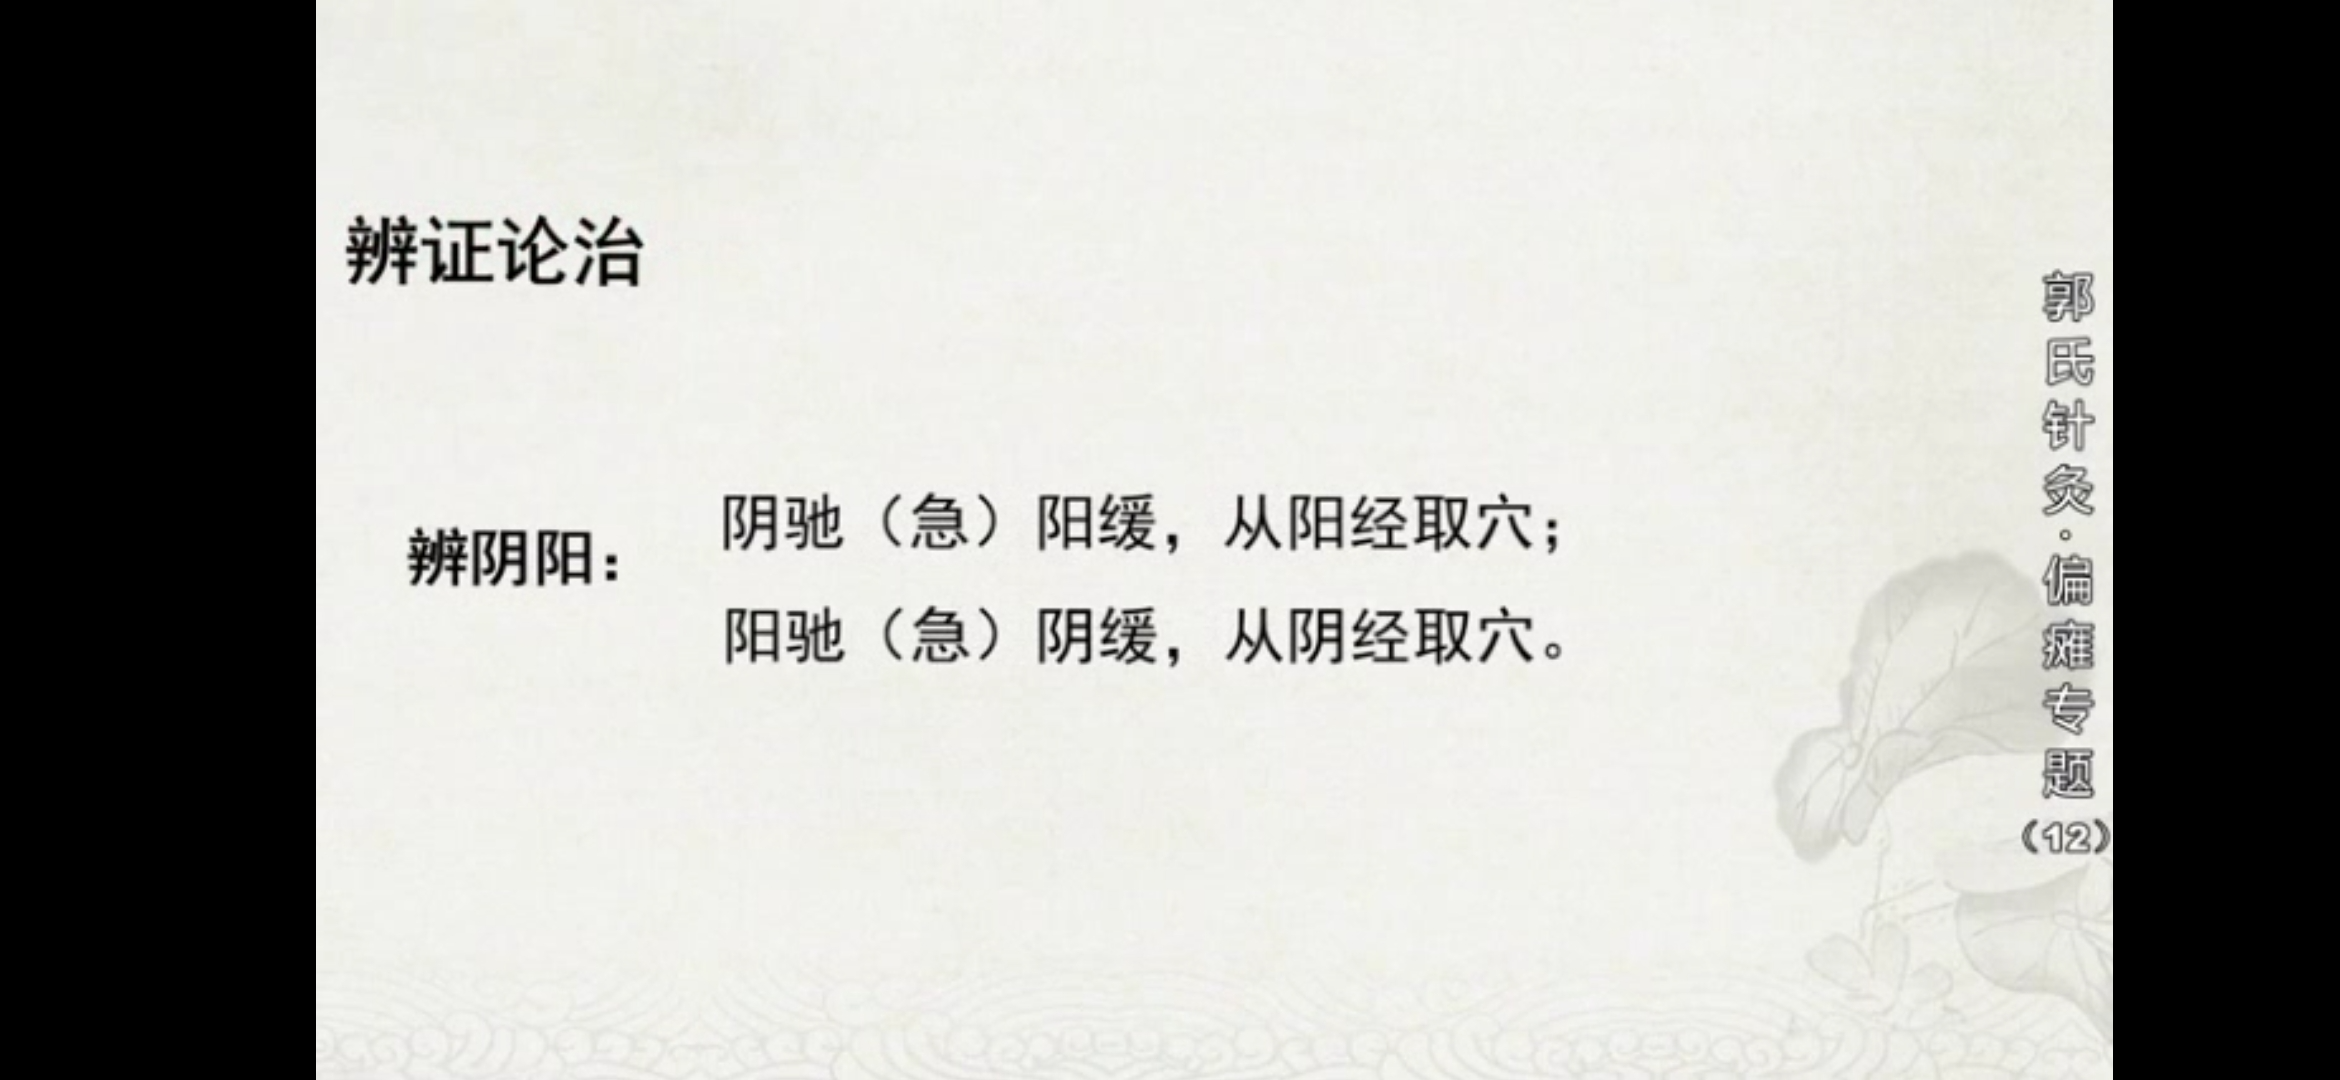 辨证论治
辨阴阳：
阴驰（急）阳缓，从阳经取穴；
阳驰（急）阴缓，从阴经取穴。
郭氏针灸·偏瘫专题（12）